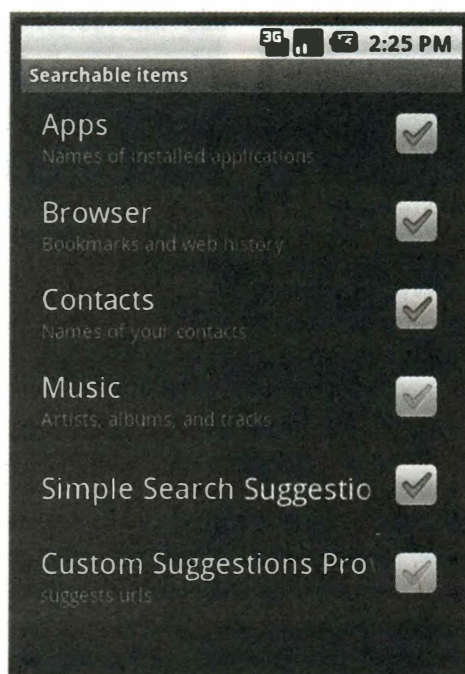 3G 2:25 PM
Searchable items
Apps
Names of installed applications
Browser
Bookmarks and web history
Contacts
Names of your contacts
Music
Artists, albums, and tracks
Simple Search Suggestio
Custom Suggestions Pro
suggests urls